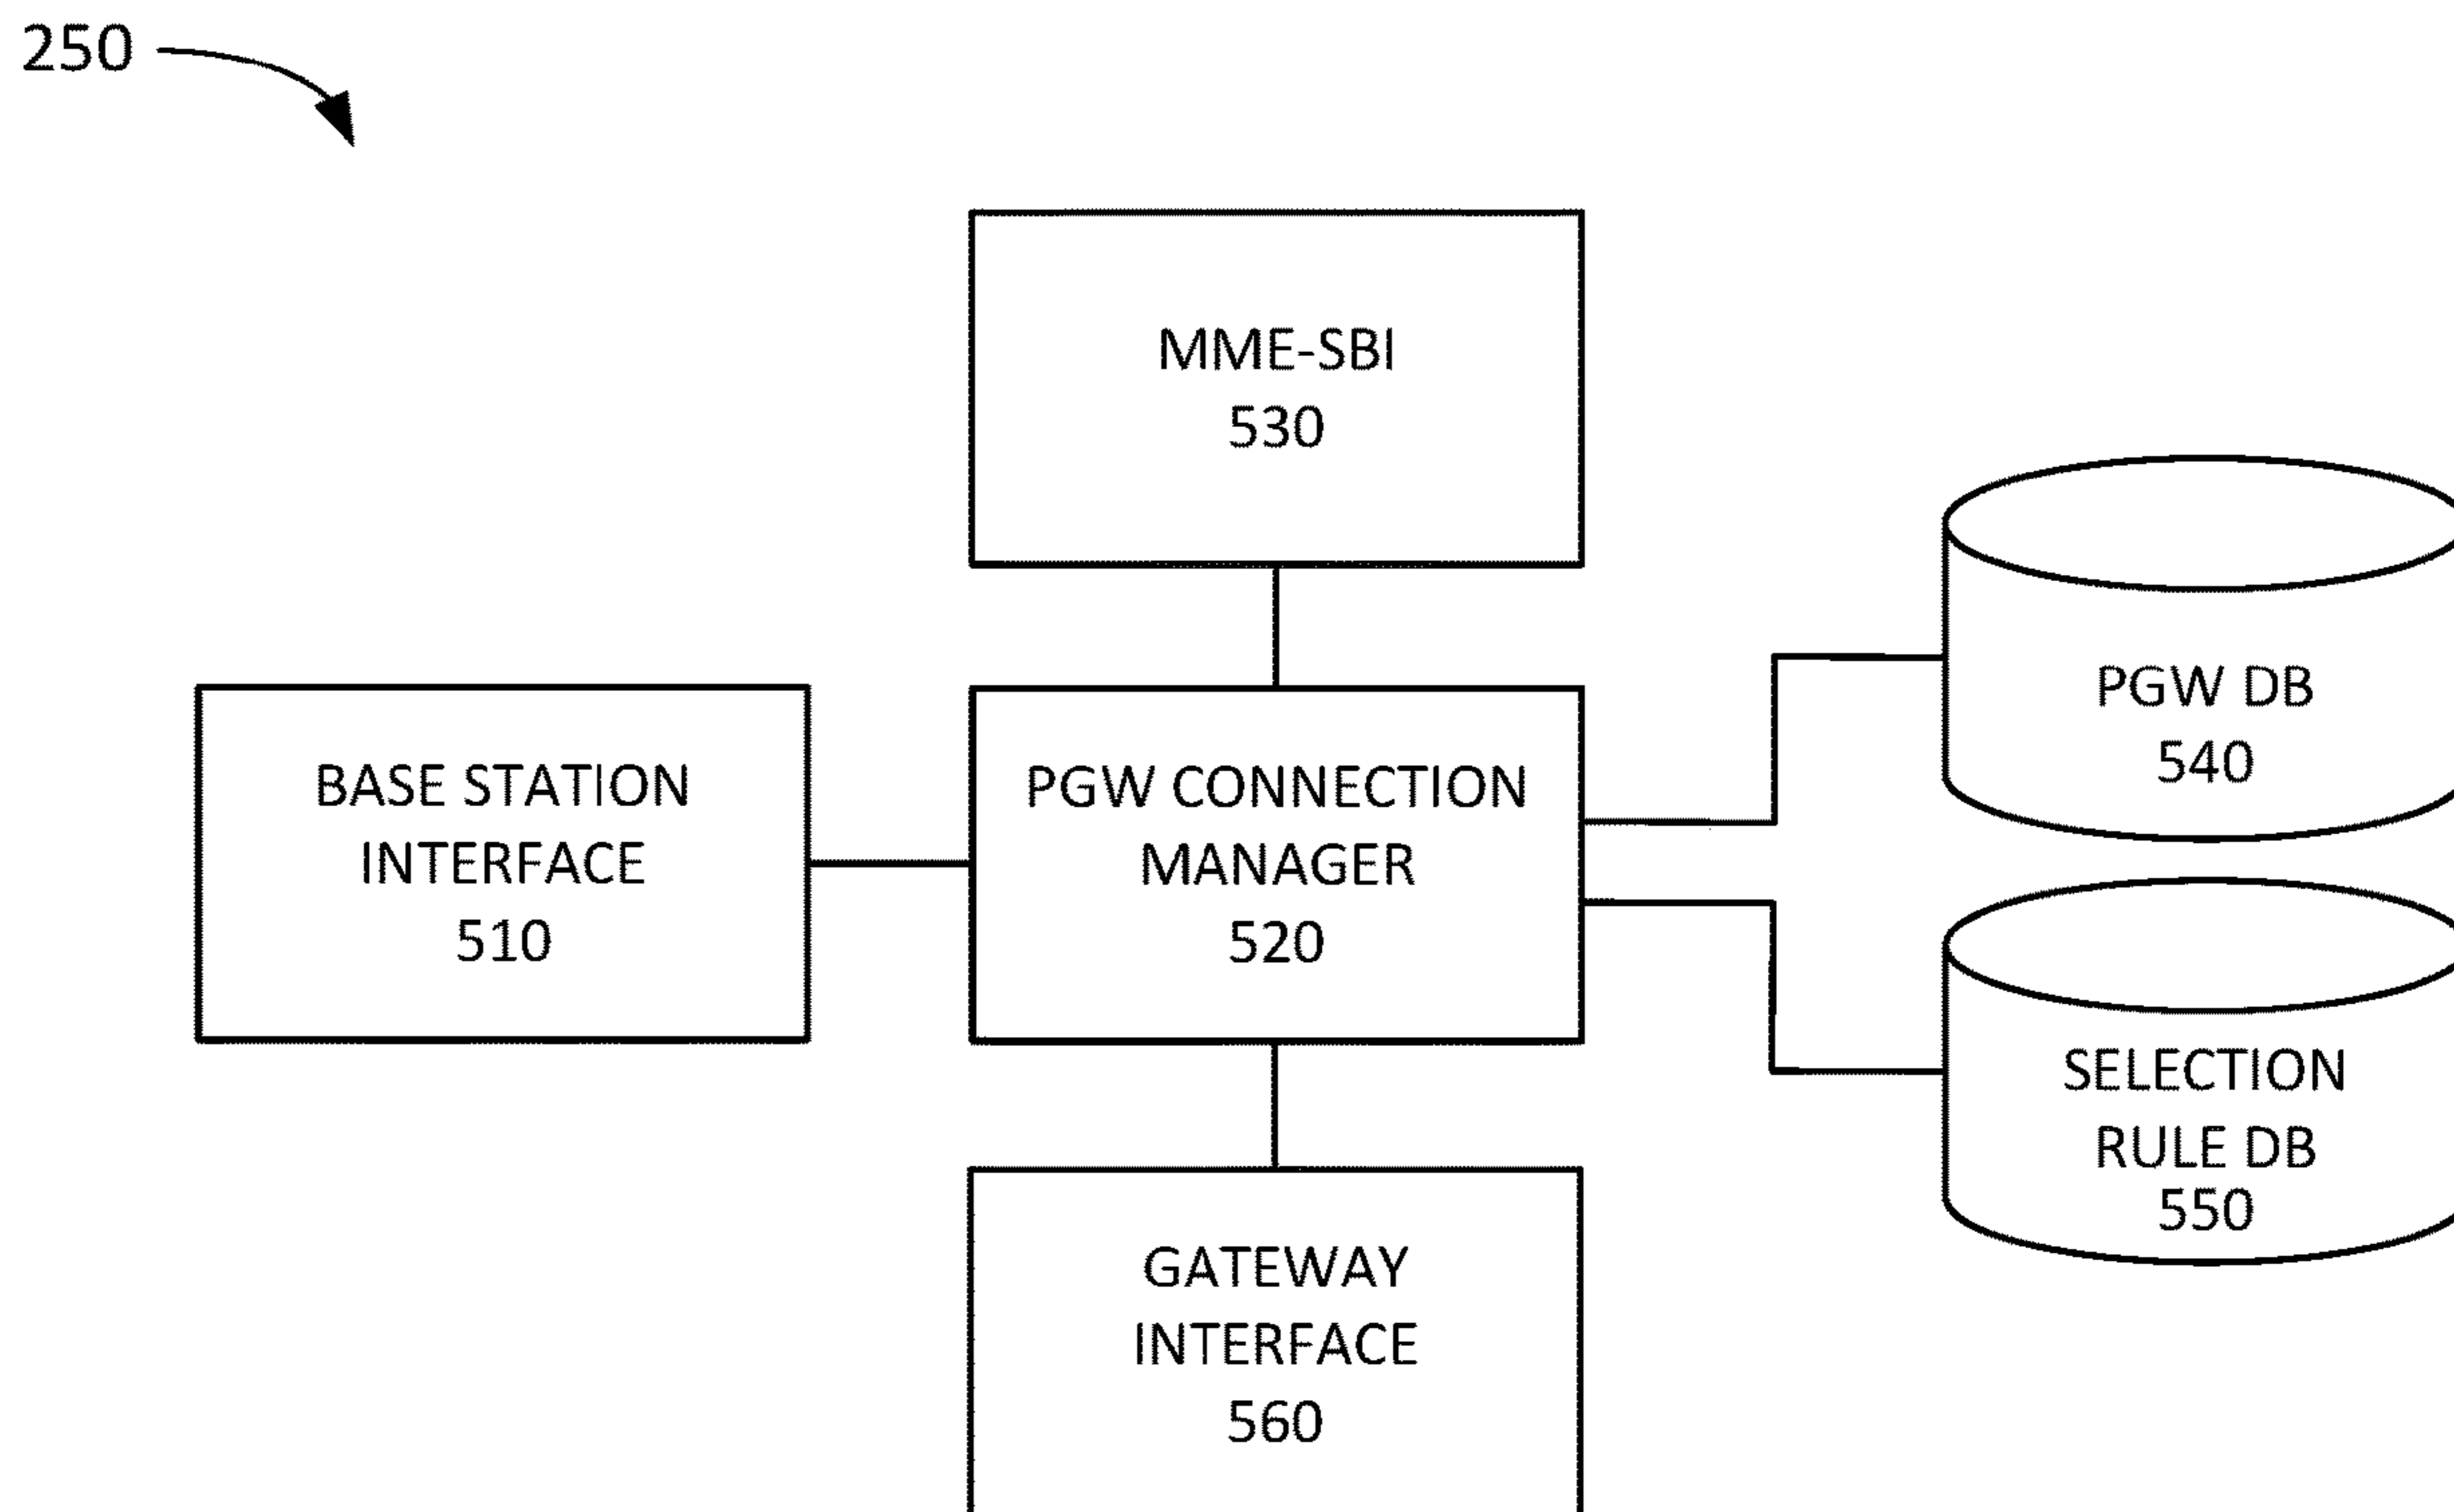 250
MME-SBI
530
PGW DB
540
BASE STATION
INTERFACE
510
PGW CONNECTION
MANAGER
520
SELECTION
RULE DB
550
GATEWAY
INTERFACE
560